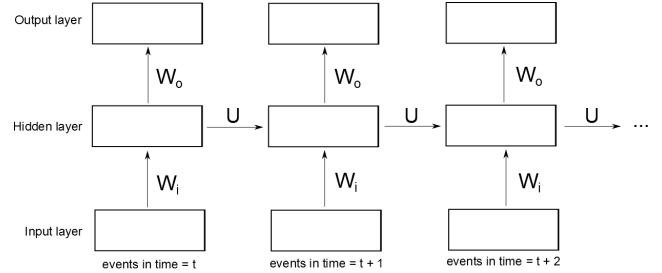 Output layer
Wo Wo Wo
Hidden layer U U U ...
Wi Wi Wi
Input layer
events in time = t events in time = t + 1 events in time = t + 2